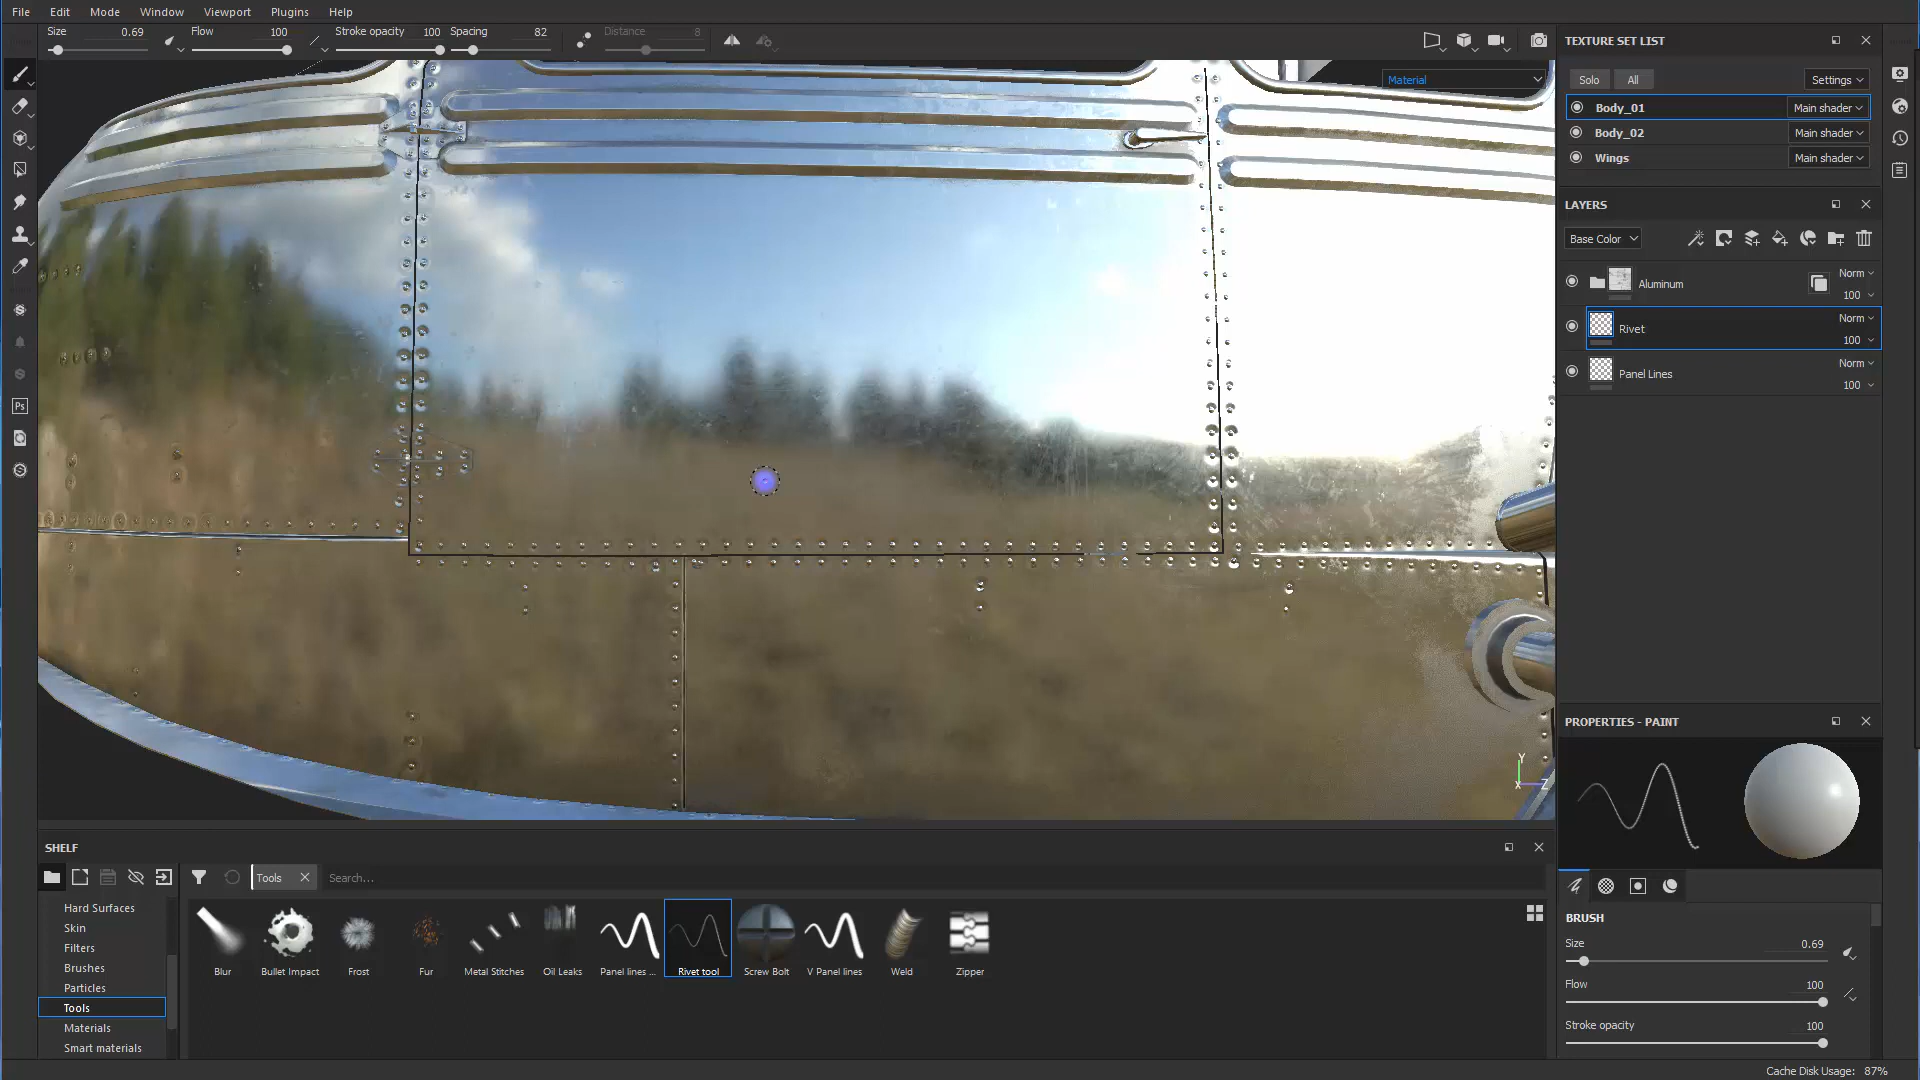 File Edit Mode Window Viewport Plugins Help
Size 0.69 Flow 100 Stroke opacity 100 Spacing 82 Distance 8
Material
TEXTURE SET LIST
Solo All Settings
Body_01 Main shader
Body_02 Main shader
Wings Main shader
LAYERS
Base Color
Aluminum Norm 100
Rivet Norm 100
Panel Lines Norm 100
Ps
Y
X Z
PROPERTIES - PAINT
BRUSH
Size 0.69
Flow 100
Stroke opacity 100
SHELF
Tools Search...
Hard Surfaces
Skin
Filters
Brushes
Particles
Tools
Materials
Smart materials
Blur Bullet Impact Frost Fur Metal Stitches Oil Leaks Panel lines ... Rivet tool Screw Bolt V Panel lines Weld Zipper
Cache Disk Usage: 87%